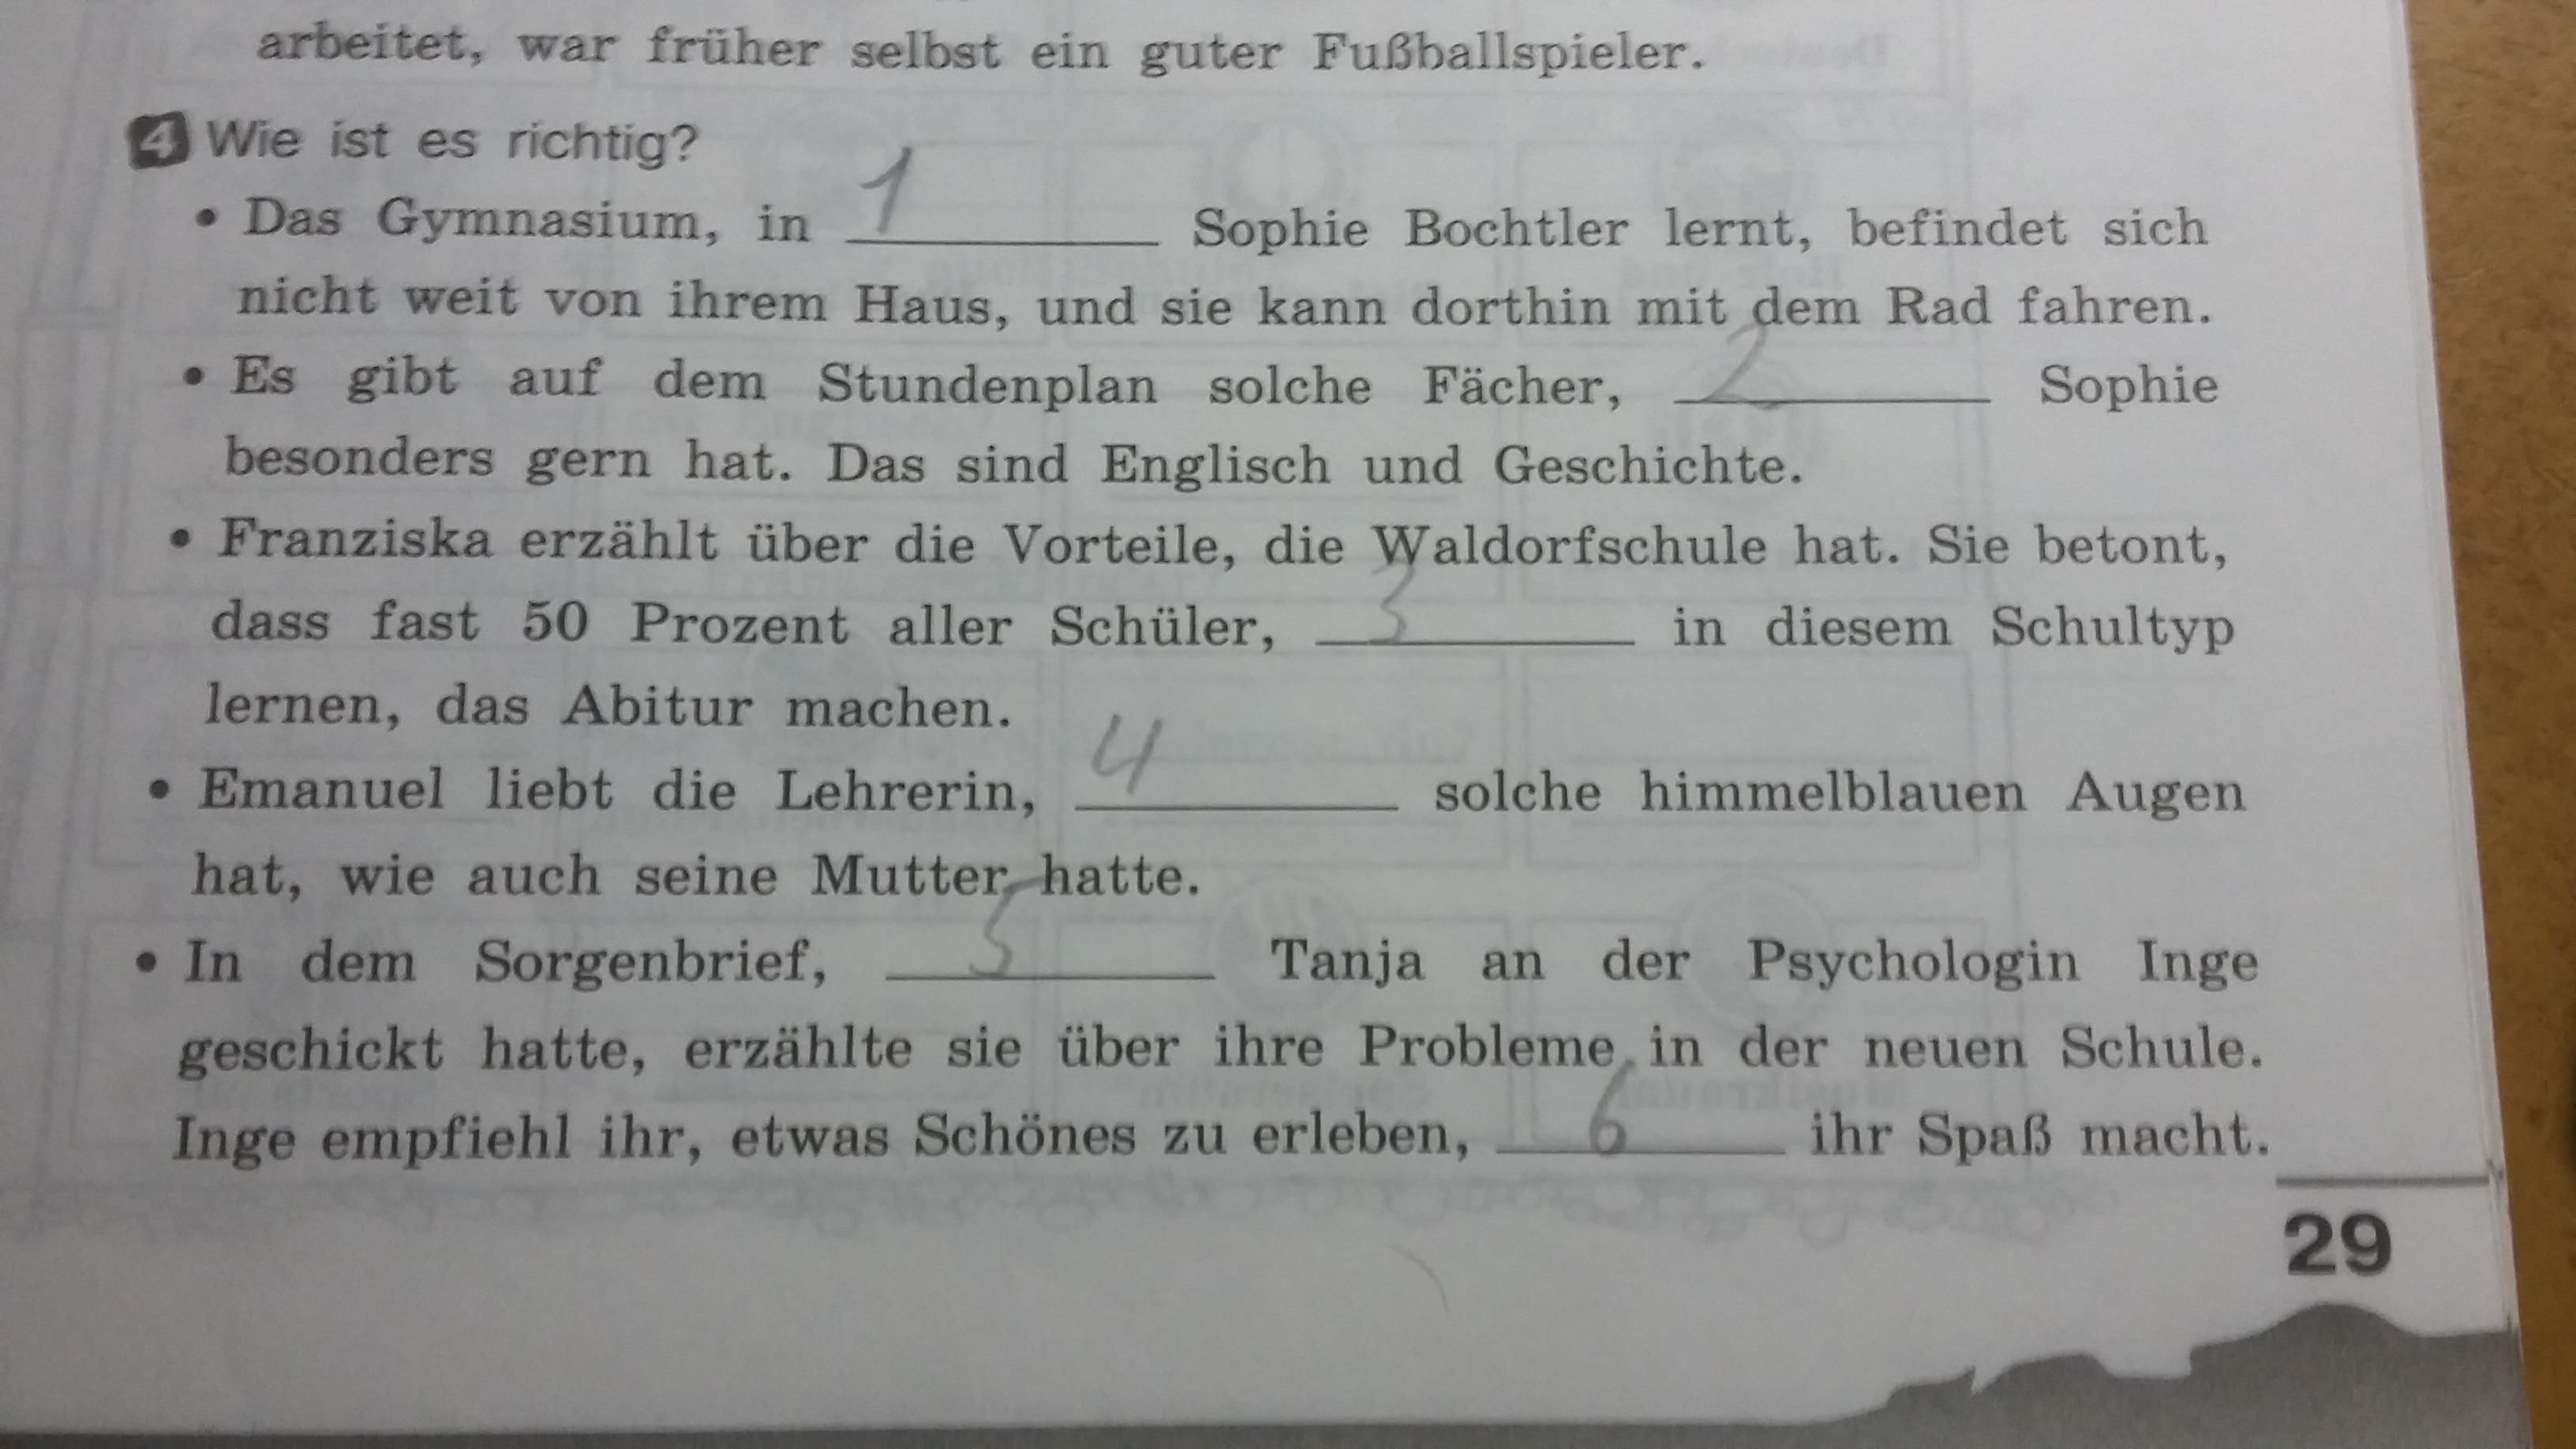 arbeitet, war früher selbst ein guter Fußballspieler.
4 Wie ist es richtig?
• Das Gymnasium, in 1 Sophie Bochtler lernt, befindet sich
nicht weit von ihrem Haus, und sie kann dorthin mit dem Rad fahren.
• Es gibt auf dem Stundenplan solche Fächer, 2 Sophie
besonders gern hat. Das sind Englisch und Geschichte.
• Franziska erzählt über die Vorteile, die Waldorfschule hat. Sie betont,
dass fast 50 Prozent aller Schüler, 3 in diesem Schultyp
lernen, das Abitur machen.
• Emanuel liebt die Lehrerin, 4 solche himmelblauen Augen
hat, wie auch seine Mutter hatte.
• In dem Sorgenbrief, 5 Tanja an der Psychologin Inge
geschickt hatte, erzählte sie über ihre Probleme in der neuen Schule.
Inge empfiehl ihr, etwas Schönes zu erleben, 6 ihr Spaß macht.
29